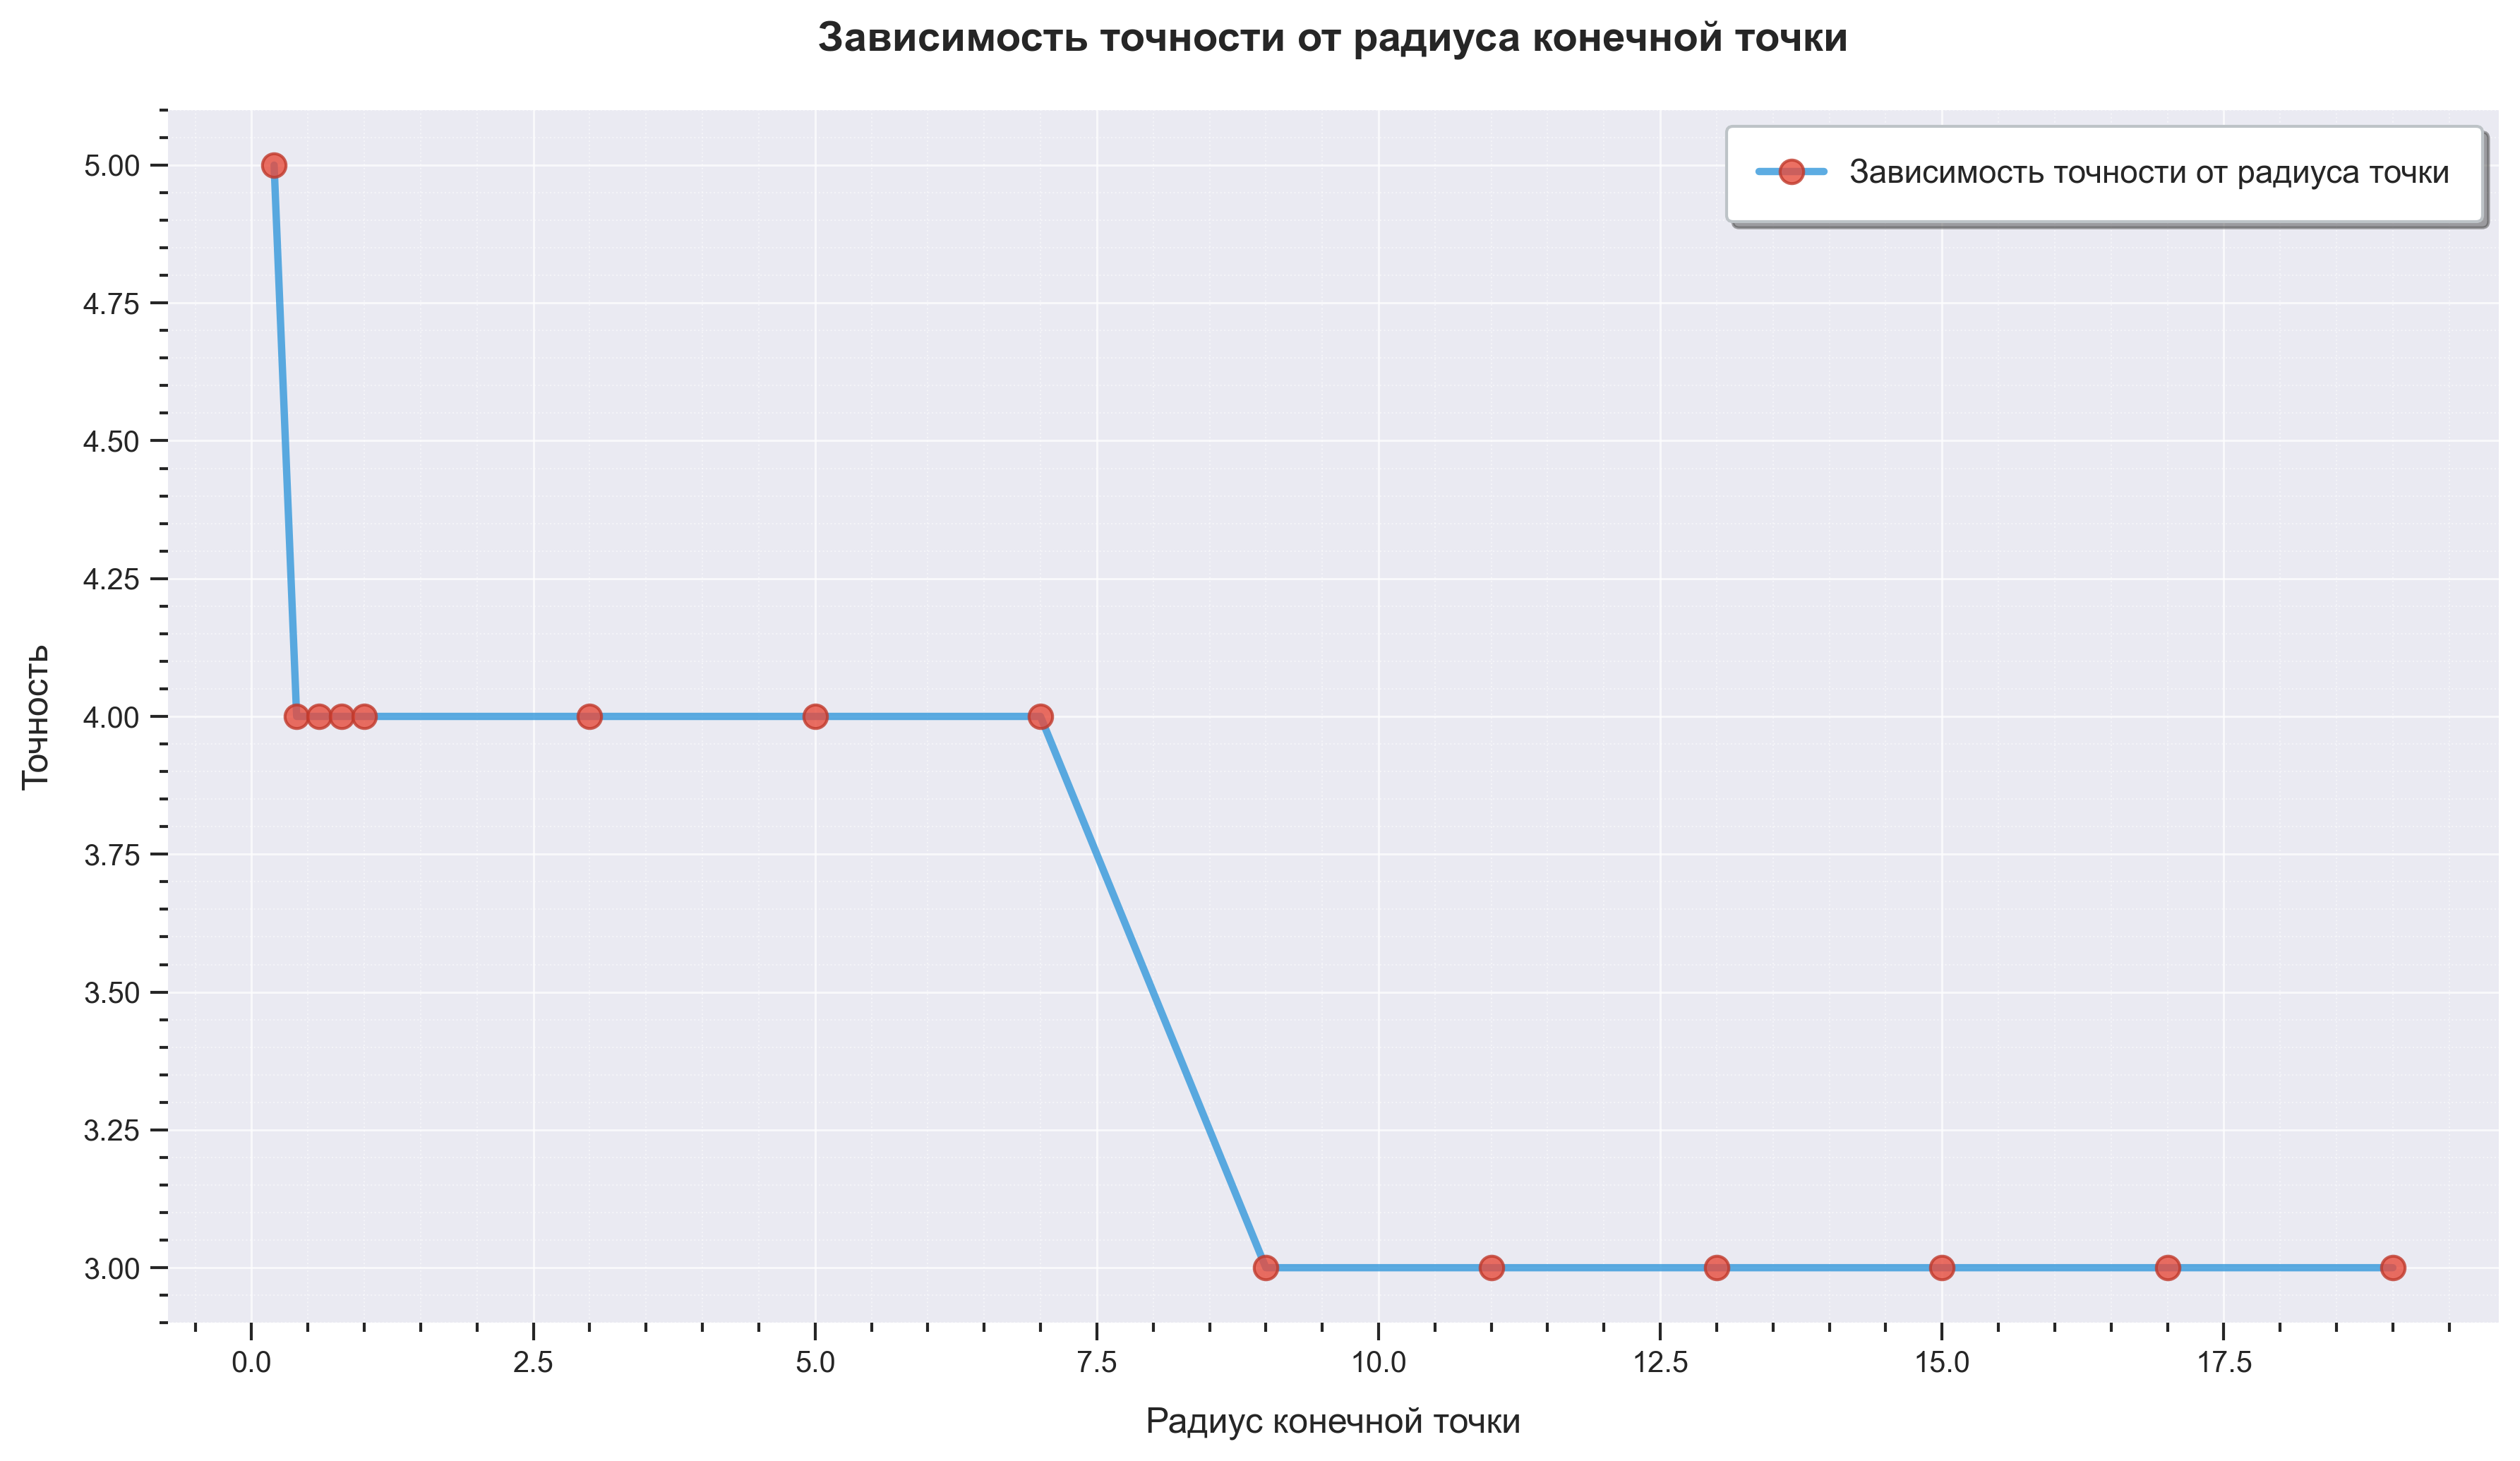 Зависимость точности от радиуса конечной точки
Зависимость точности от радиуса точки
5.00
4.75
4.50
4.25
4.00
3.75
3.50
3.25
3.00
Точность
0.0 2.5 5.0 7.5 10.0 12.5 15.0 17.5
Радиус конечной точки